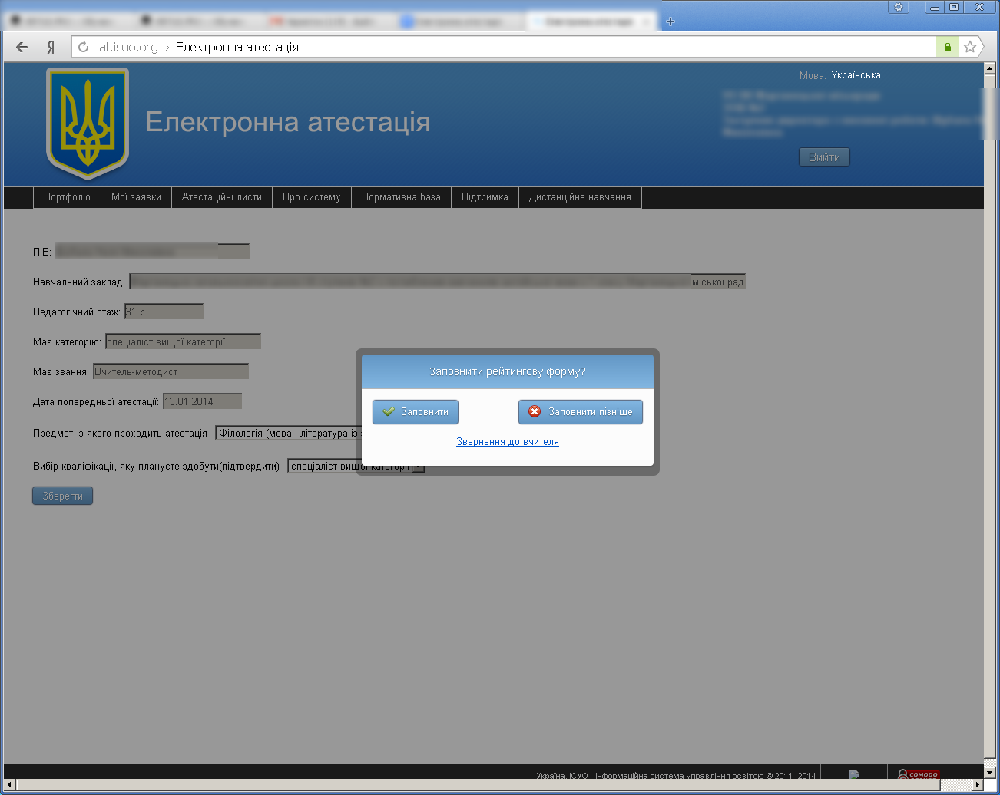 Я at.isuo.org › Електронна атестація
Мова: Українська
Електронна атестація
Вийти
Портфоліо Мої заявки Атестаційні листи Про систему Нормативна база Підтримка Дистанційне навчання
ПІБ:
Навчальний заклад: міської рад
Педагогічний стаж: 31 р.
Має категорію: спеціаліст вищої категорії
Має звання: Вчитель-методист
Дата попередньої атестації: 13.01.2014
Предмет, з якого проходить атестація Філологія (мова і література із
Вибір кваліфікації, яку плануєте здобути(підтвердити) спеціаліст вищої категорії
Зберегти
Заповнити рейтингову форму?
Заповнити Заповнити пізніше
Звернення до вчителя
Україна. ІСУО - інформаційна система управління освітою © 2011–2014
COMODO